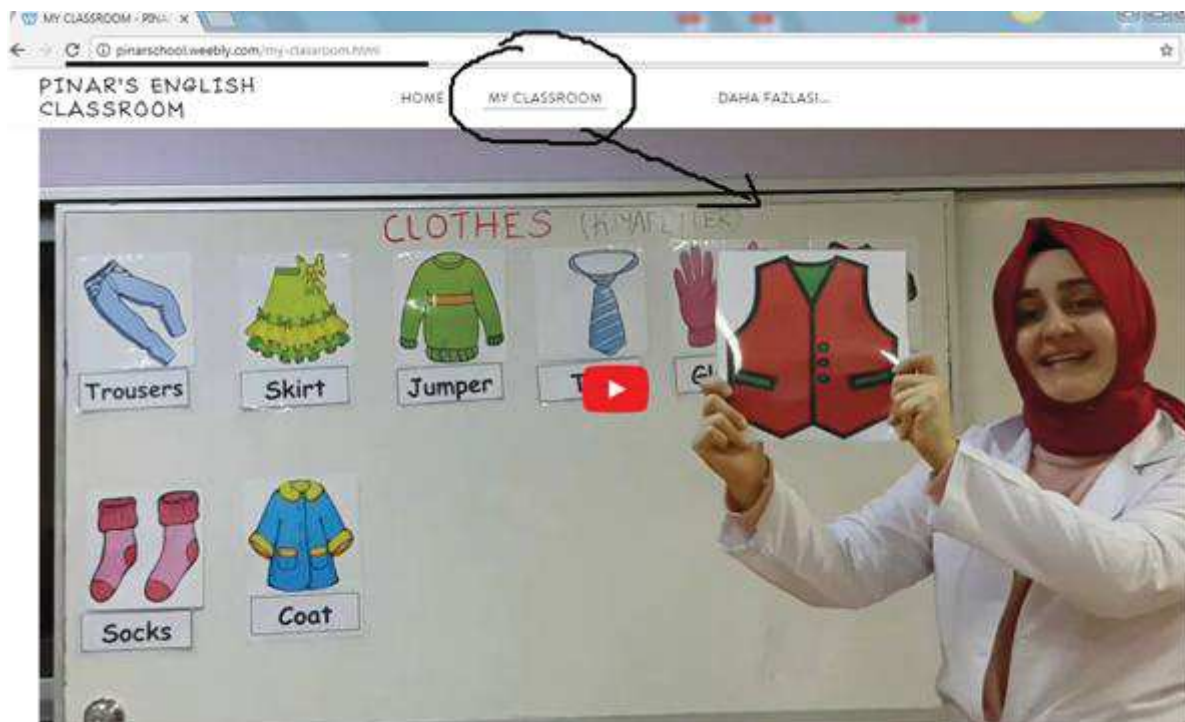 MY CLASSROOM - PINA
pinarschool.weebly.com/my-classroom.html
PINAR'S ENGLISH
CLASSROOM
HOME
MY CLASSROOM
DAHA FAZLASI...
CLOTHES
Trousers
Skirt
Jumper
Socks
Coat